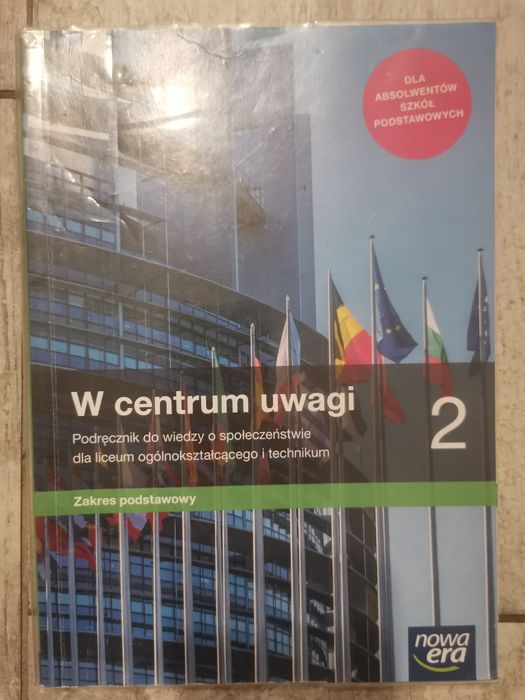 DLA
ABSOLWENTÓW
SZKÓŁ
PODSTAWOWYCH
W centrum uwagi
2
Podręcznik do wiedzy o społeczeństwie
dla liceum ogólnokształcącego i technikum
Zakres podstawowy
nowa
era